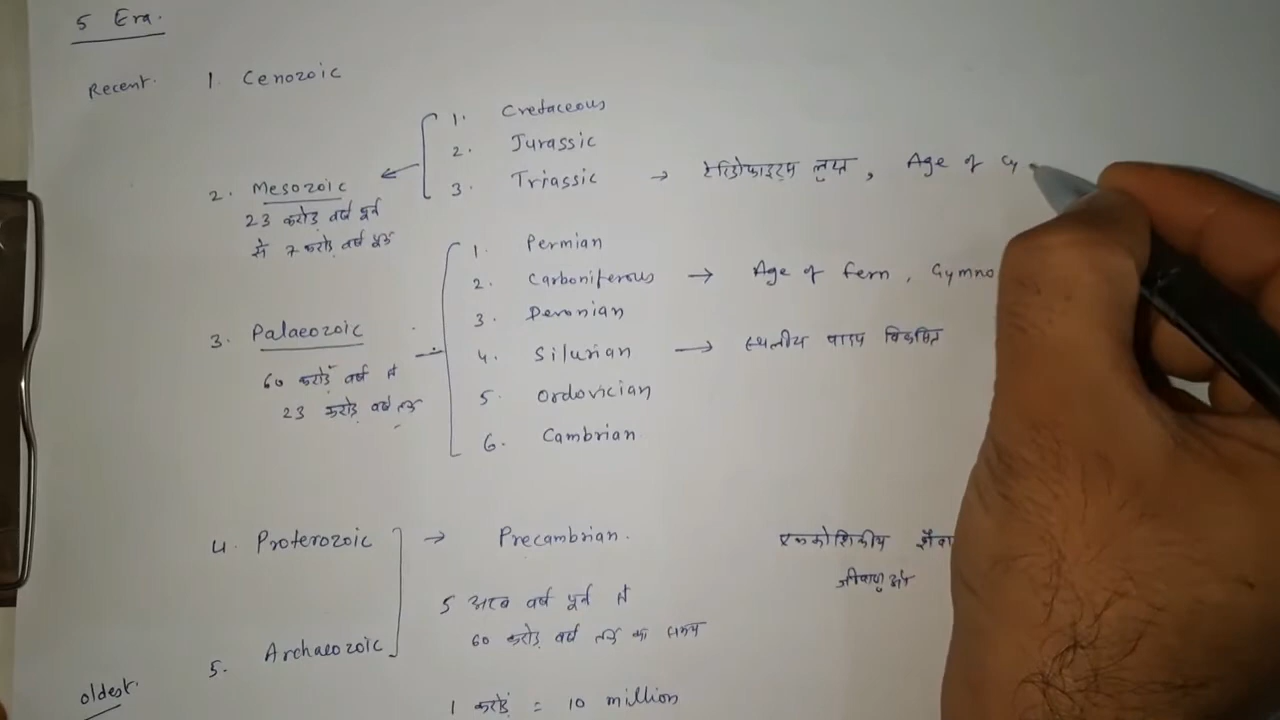 5 Era.
Recent. 1. Cenozoic
1. Cretaceous
2. Jurassic
3. Triassic → टेरिडोफाइट्स लुप्त , Age of Gy
2. Mesozoic
23 करोड़ वर्ष पूर्व
से 7 करोड़ वर्ष पूर्व
1. Permian
2. Carboniferous → Age of fern , Gymno
3. Devonian
4. Silurian → स्थलीय पादप विकसित
5. Ordovician
6. Cambrian
3. Palaeozoic
60 करोड़ वर्ष से
23 करोड़ वर्ष तक
4. Proterozoic → Precambrian.
एककोशिकीय शैवा
जीवाणु और
5 अरब वर्ष पूर्व से
60 करोड़ वर्ष तक का समय
5. Archaeozoic
oldest.
1 करोड़ = 10 million